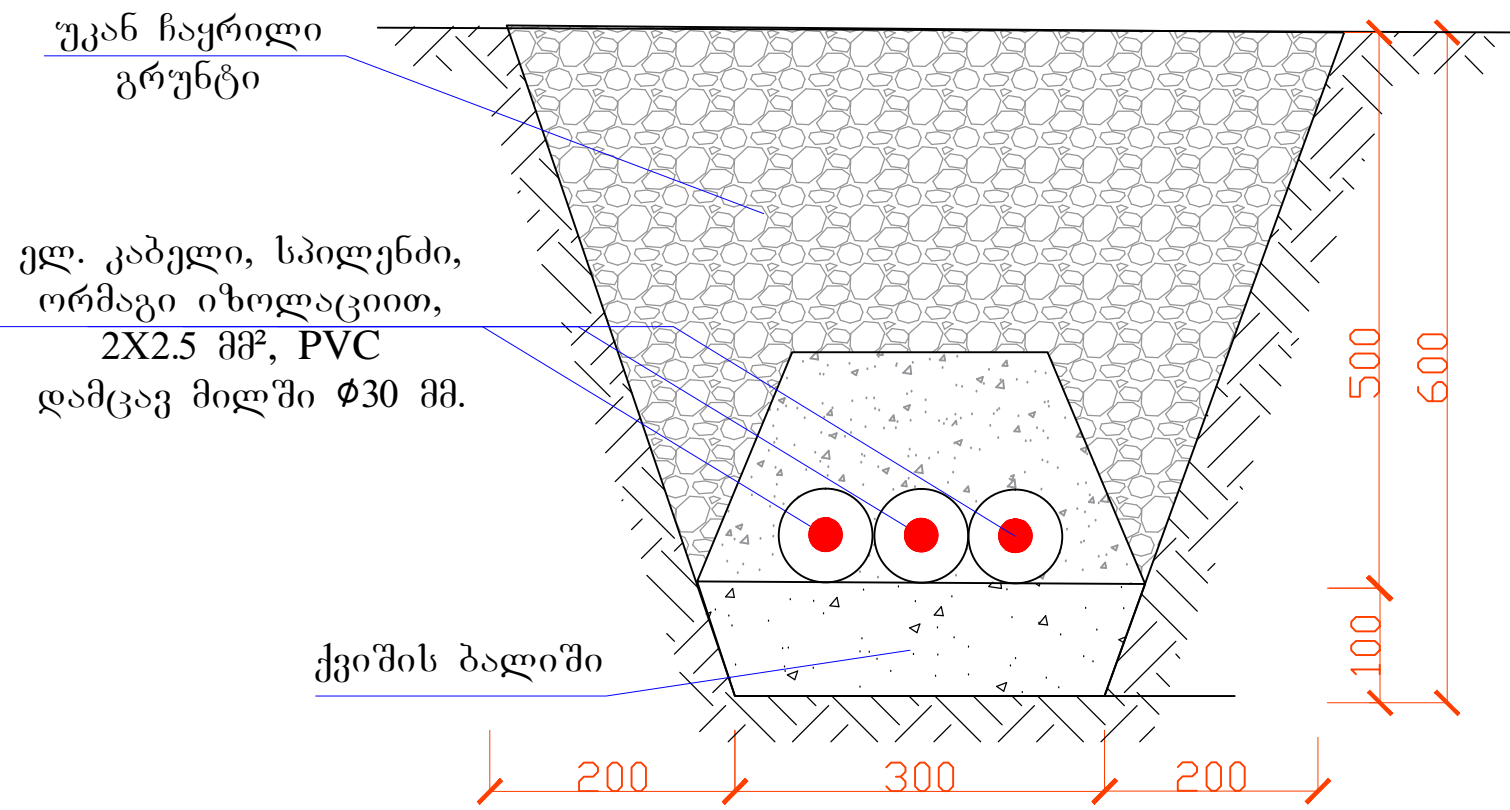 უკან ჩაყრილი
გრუნტი
ელ. კაბელი, სპილენძი,
ორმაგი იზოლაციით,
2X2.5 მმ², PVC
დამცავ მილში Ф30 მმ.
ქვიშის ბალიში
500
600
100
200
300
200